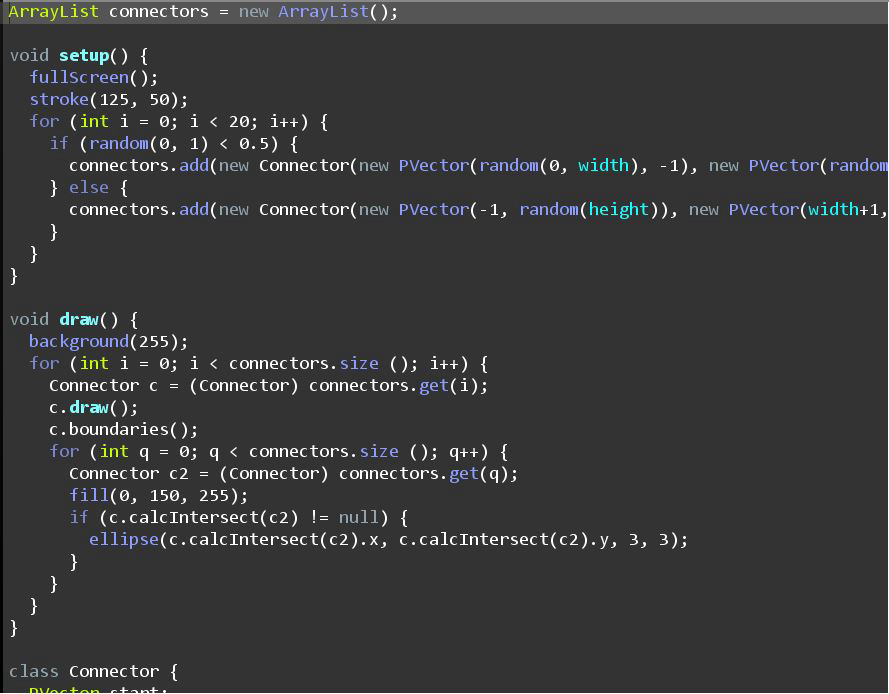 ArrayList connectors = new ArrayList();
void setup() {
fullScreen();
stroke(125, 50);
for (int i = 0; i < 20; i++) {
if (random(0, 1) < 0.5) {
connectors.add(new Connector(new PVector(random(0, width), -1), new PVector(random
} else {
connectors.add(new Connector(new PVector(-1, random(height)), new PVector(width+1,
}
}
}
void draw() {
background(255);
for (int i = 0; i < connectors.size (); i++) {
Connector c = (Connector) connectors.get(i);
c.draw();
c.boundaries();
for (int q = 0; q < connectors.size (); q++) {
Connector c2 = (Connector) connectors.get(q);
fill(0, 150, 255);
if (c.calcIntersect(c2) != null) {
ellipse(c.calcIntersect(c2).x, c.calcIntersect(c2).y, 3, 3);
}
}
}
}
class Connector {
PVector start;